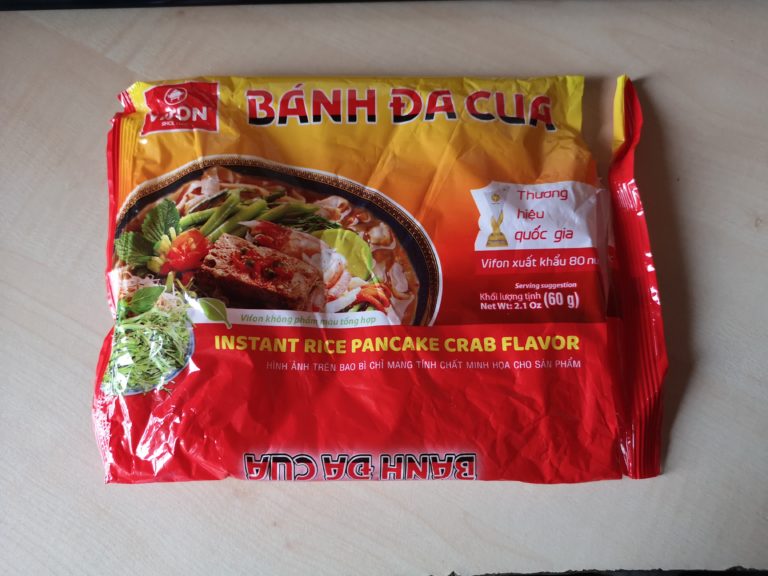 VIFON
BÁNH ĐA CUA
Thương
hiệu
quốc gia
Vifon xuất khẩu 80
Serving suggestion
Khối lượng tịnh
Net Wt: 2.1 Oz (60 g)
Vifon không phẩm màu tổng hợp
INSTANT RICE PANCAKE CRAB FLAVOR
HÌNH ẢNH TRÊN BAO BÌ CHỈ MANG TÍNH CHẤT MINH HỌA CHO SẢN PHẨM
BÁNH ĐA CUA